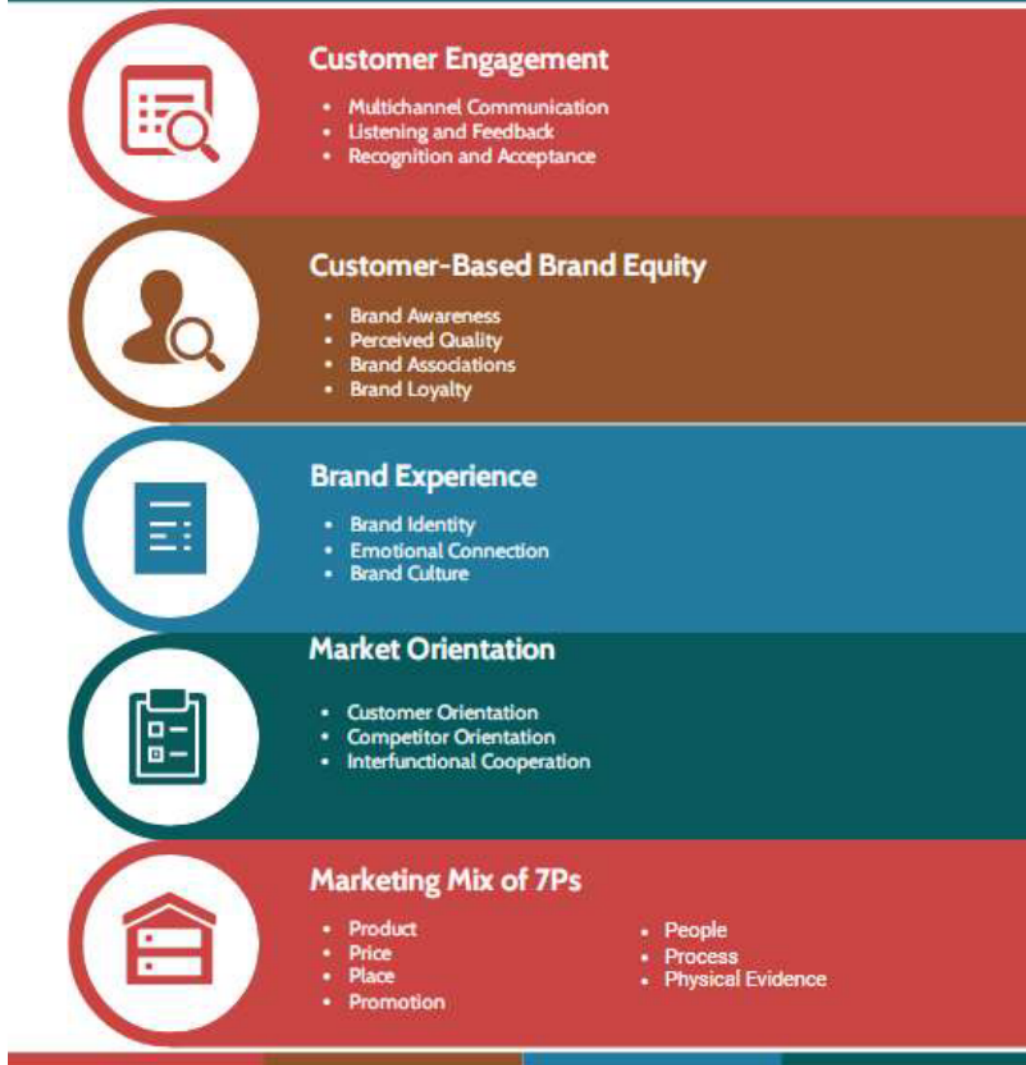 Customer Engagement
• Multichannel Communication
• Listening and Feedback
• Recognition and Acceptance
Customer-Based Brand Equity
• Brand Awareness
• Perceived Quality
• Brand Associations
• Brand Loyalty
Brand Experience
• Brand Identity
• Emotional Connection
• Brand Culture
Market Orientation
• Customer Orientation
• Competitor Orientation
• Interfunctional Cooperation
Marketing Mix of 7Ps
• Product
• Price
• Place
• Promotion
• People
• Process
• Physical Evidence